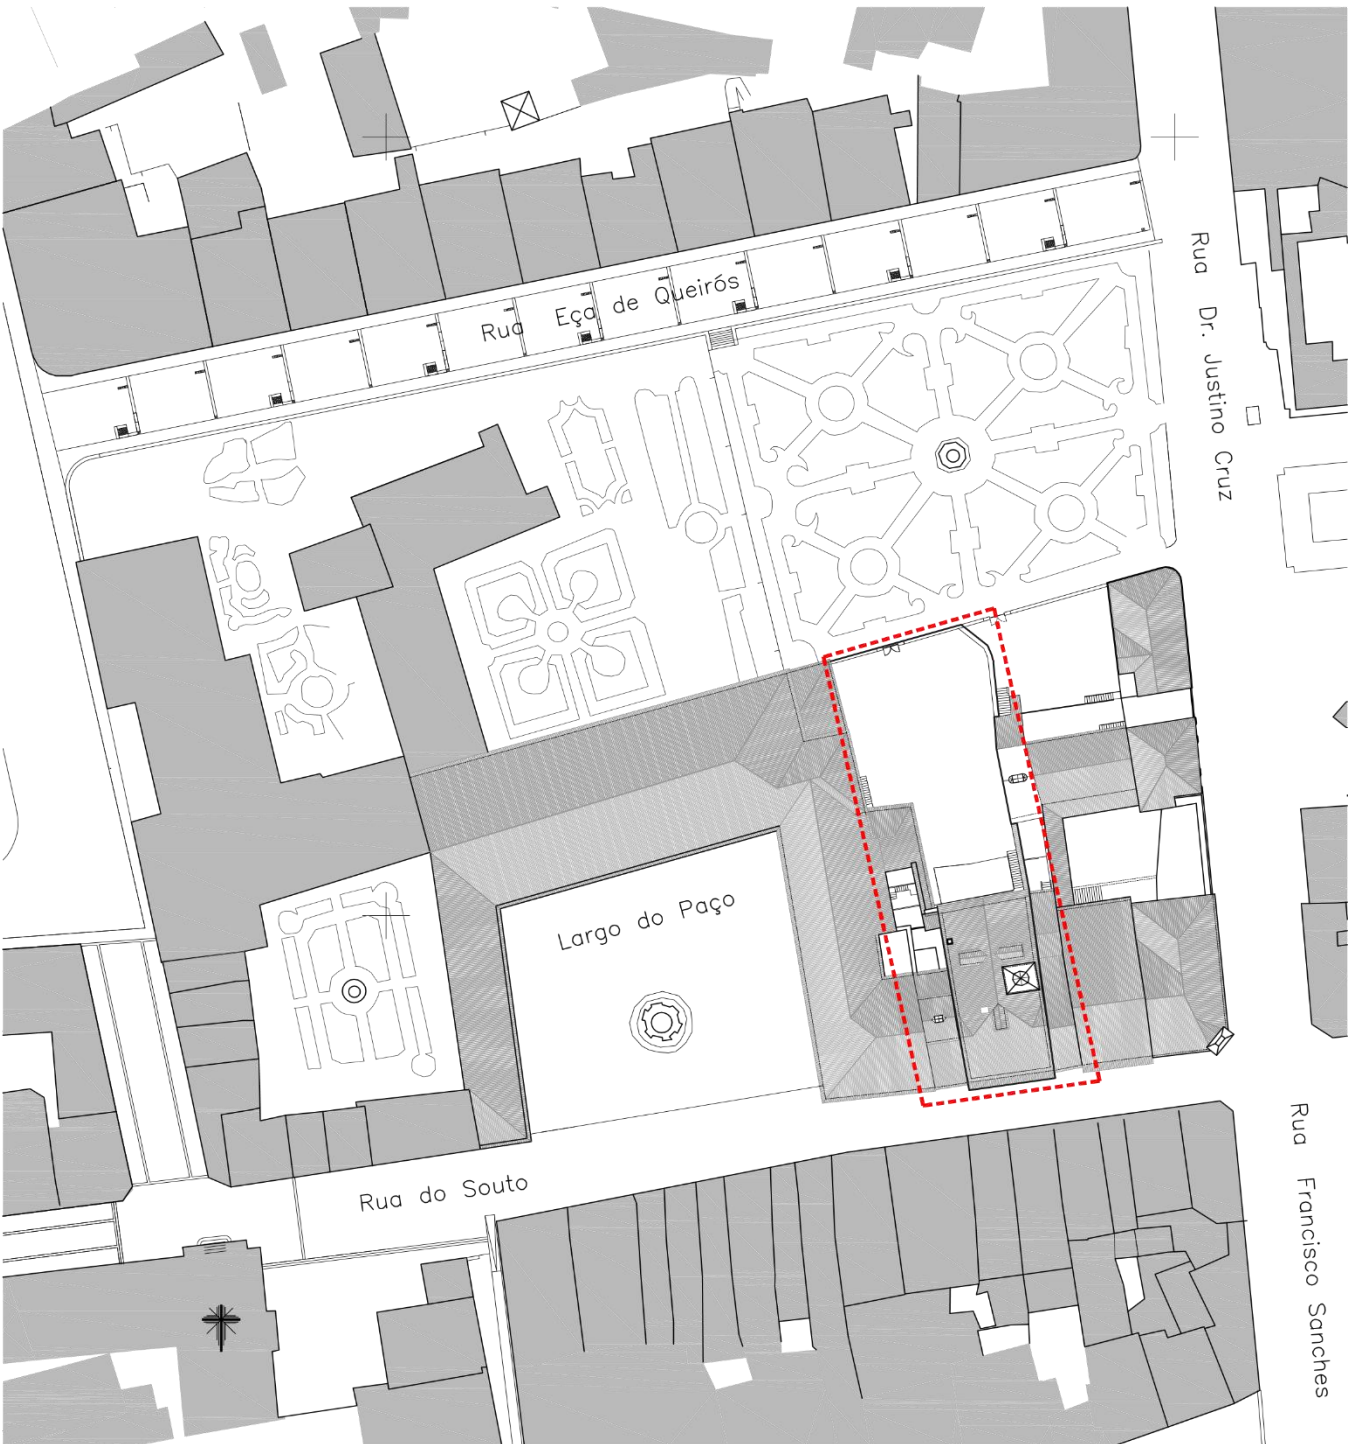 Rua Eça de Queirós
Rua Dr. Justino Cruz
Largo do Paço
Rua do Souto
Rua Francisco Sanches